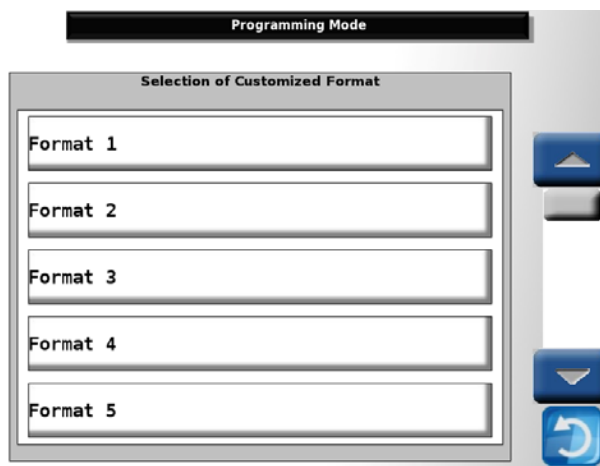 Programming Mode
Selection of Customized Format
Format 1
Format 2
Format 3
Format 4
Format 5